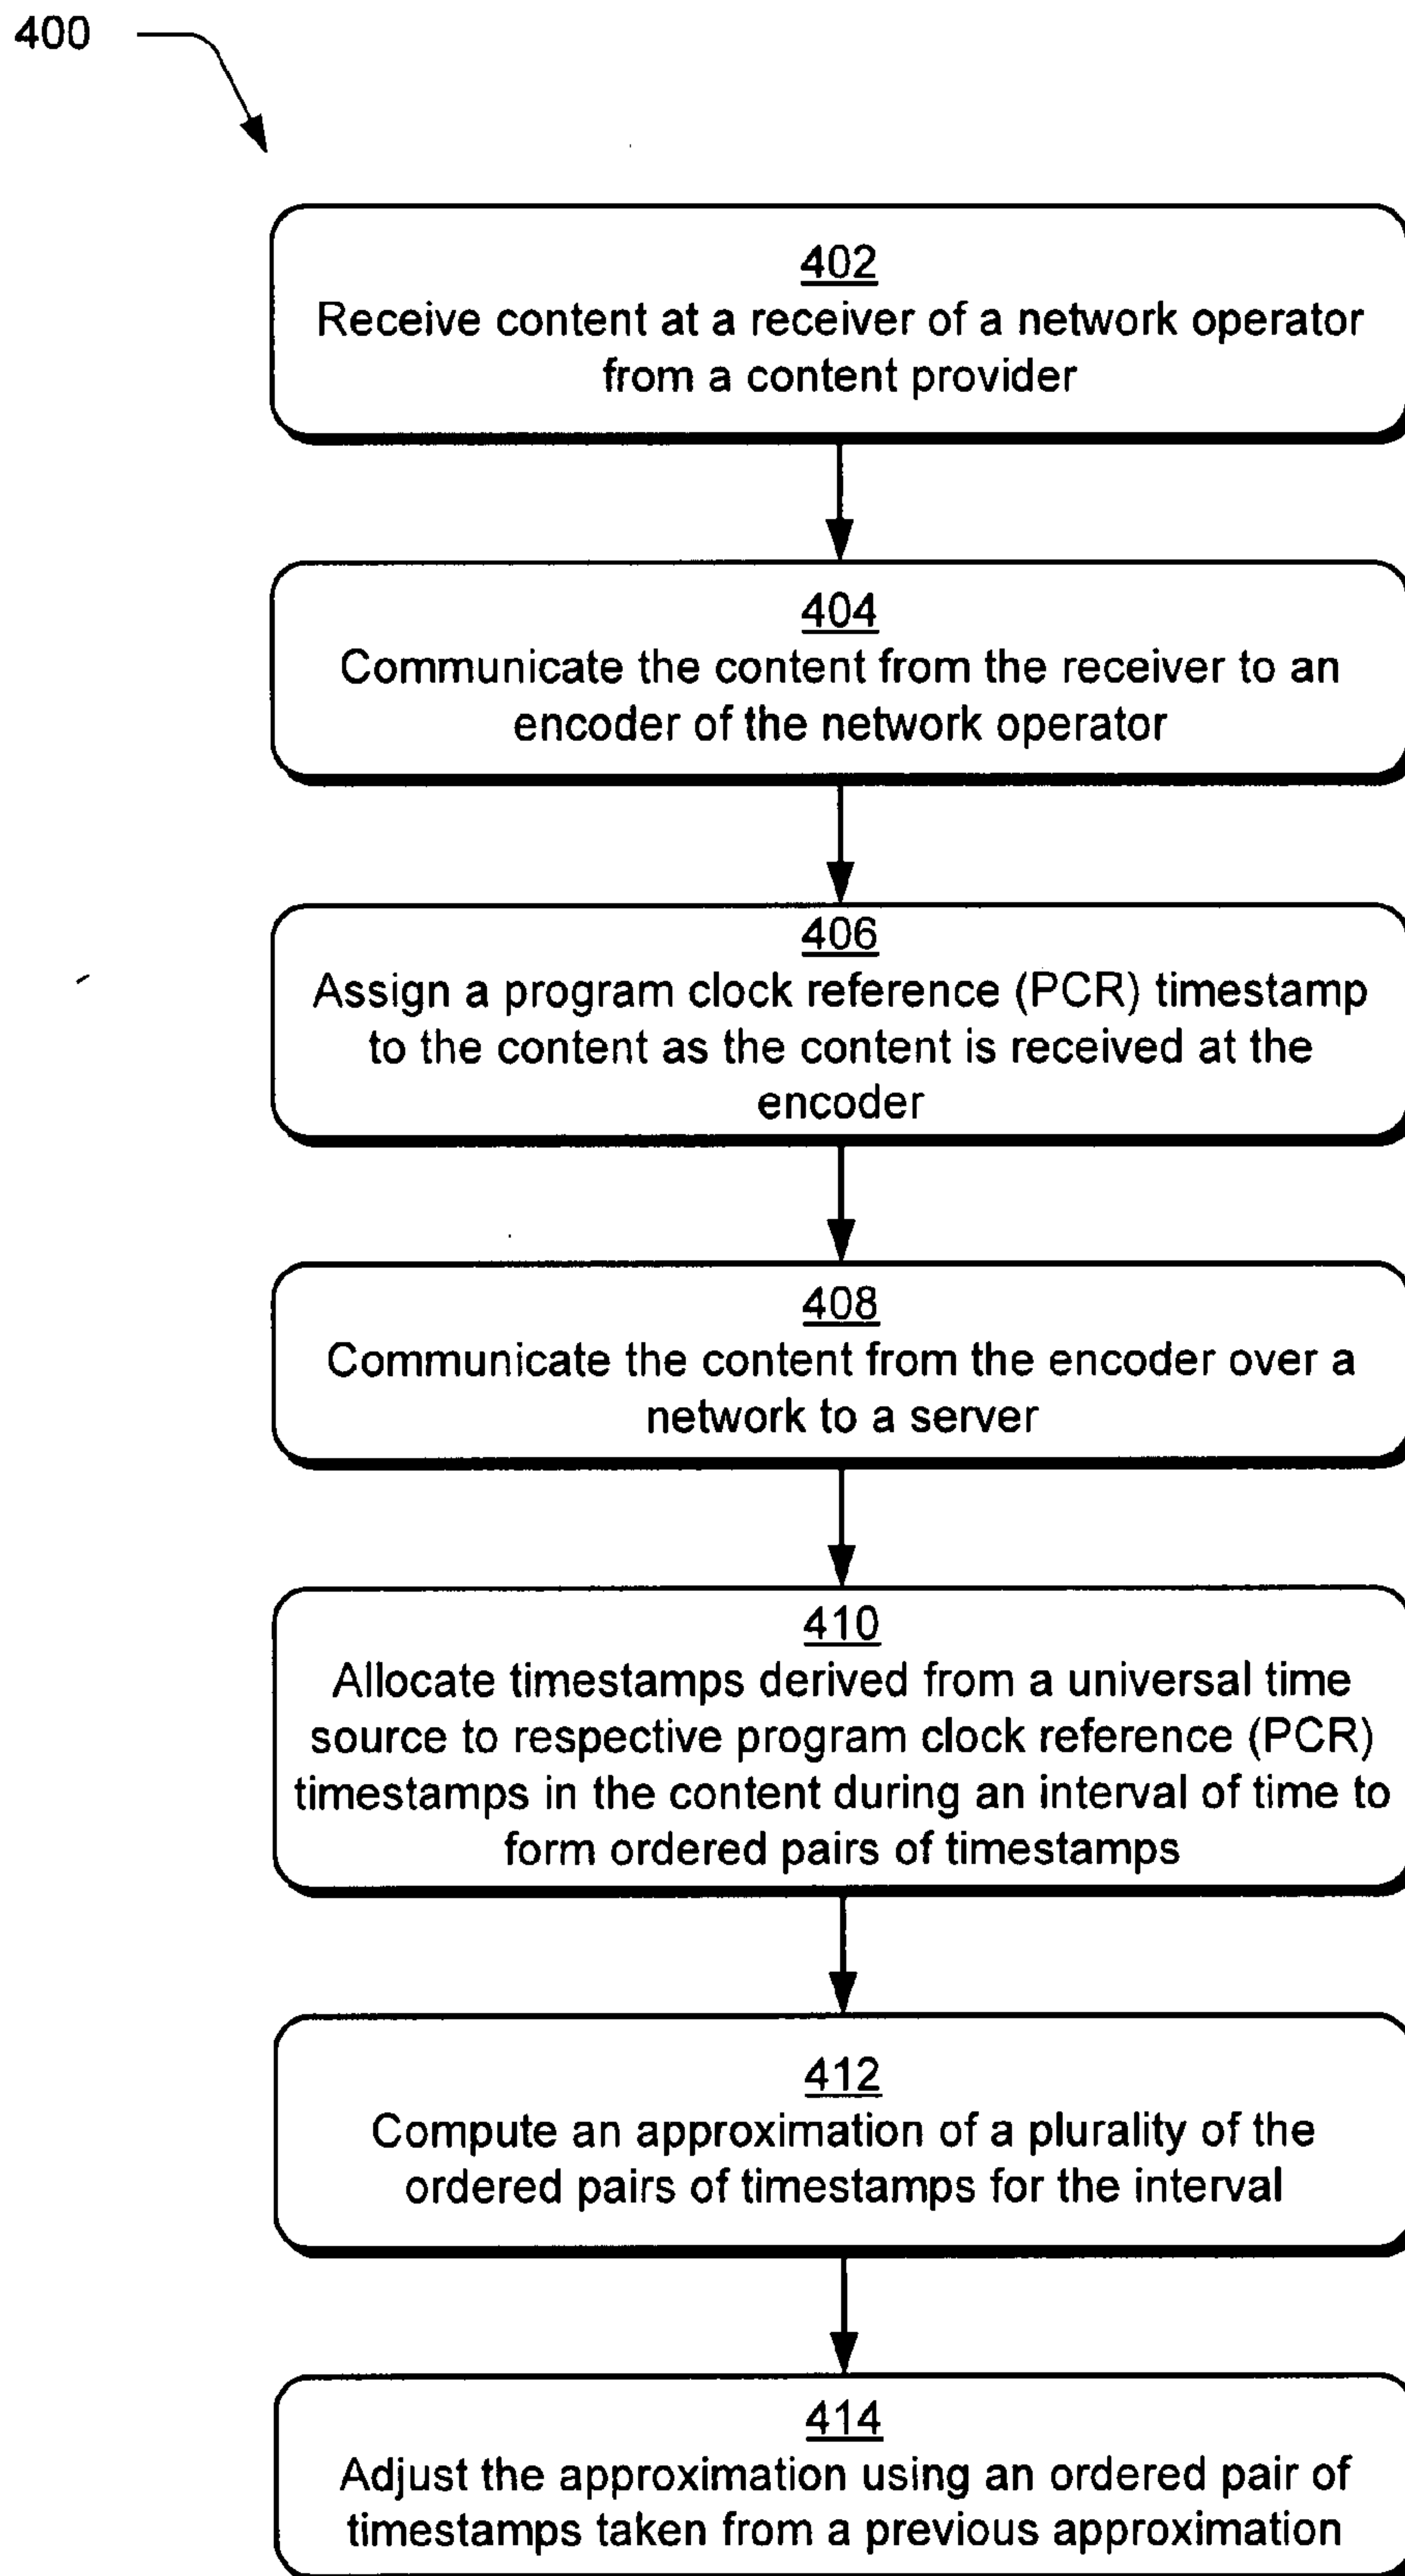 400
402
Receive content at a receiver of a network operator
from a content provider
404
Communicate the content from the receiver to an
encoder of the network operator
406
Assign a program clock reference (PCR) timestamp
to the content as the content is received at the
encoder
408
Communicate the content from the encoder over a
network to a server
410
Allocate timestamps derived from a universal time
source to respective program clock reference (PCR)
timestamps in the content during an interval of time to
form ordered pairs of timestamps
412
Compute an approximation of a plurality of the
ordered pairs of timestamps for the interval
414
Adjust the approximation using an ordered pair of
timestamps taken from a previous approximation